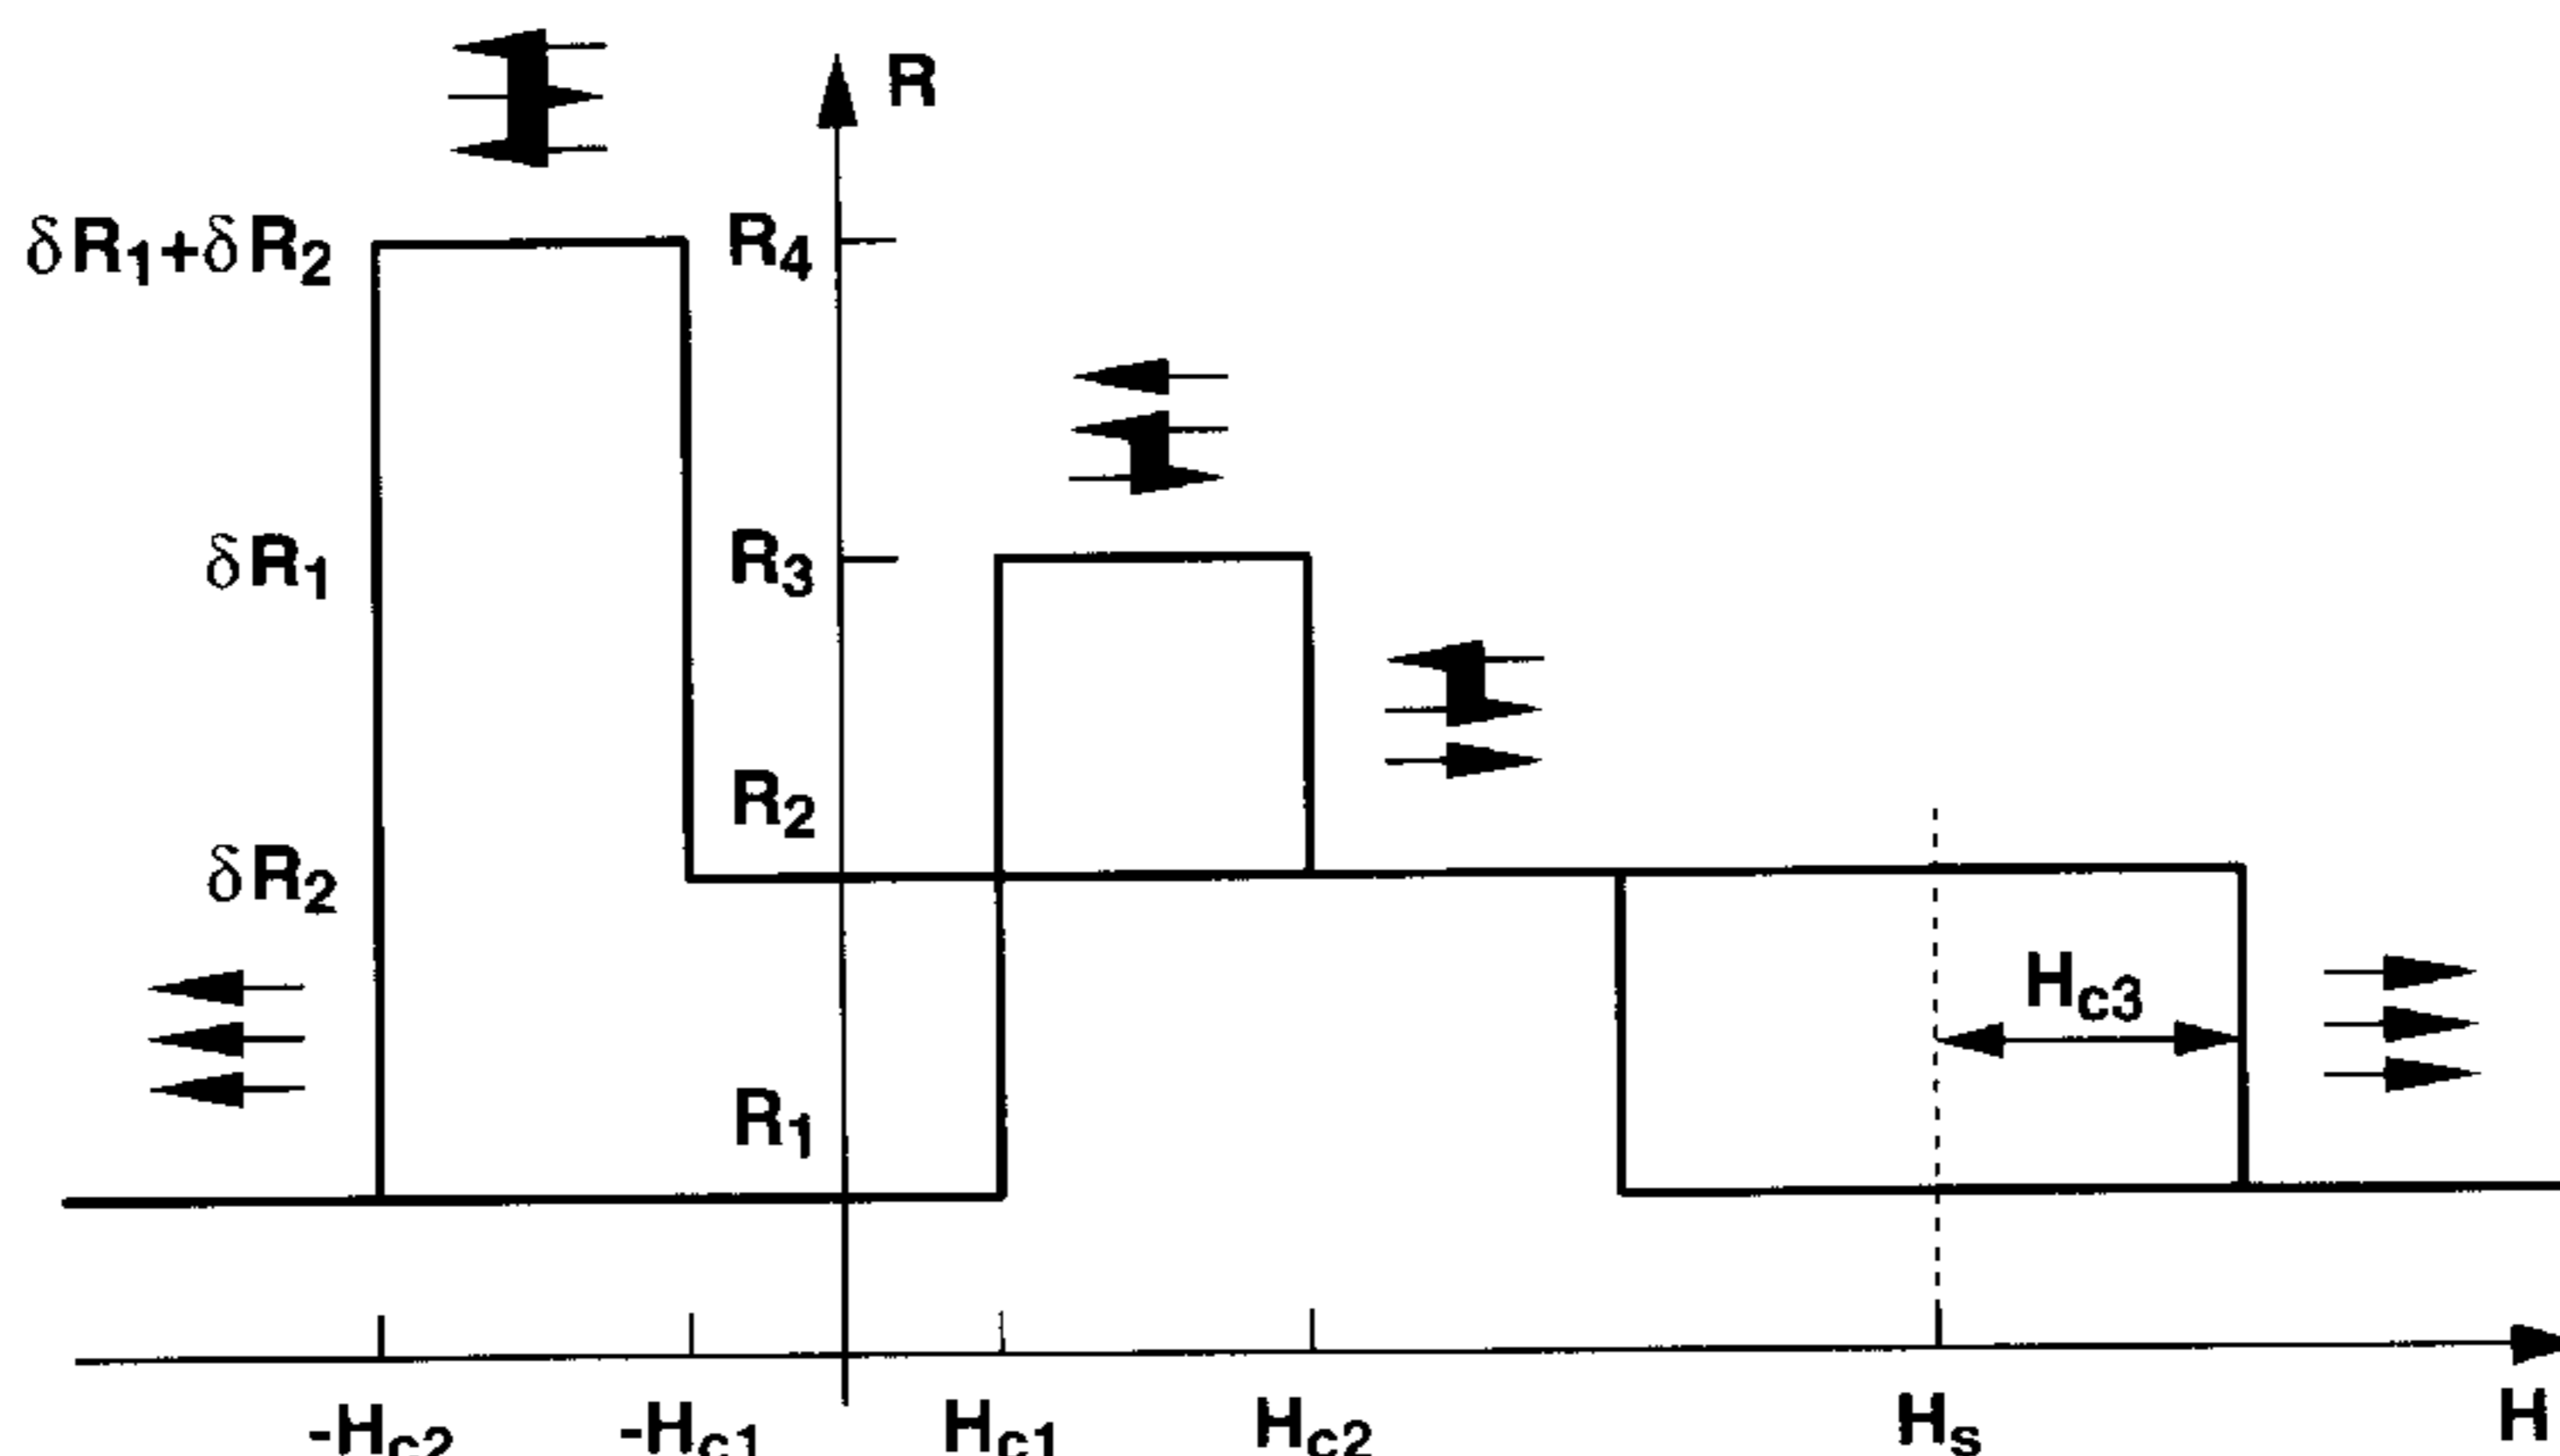 R
δR₁+δR₂
R₄
δR₁
R₃
R₂
δR₂
Hc3
R₁
-Hc2
-Hc1
Hc1
Hc2
Hs
H